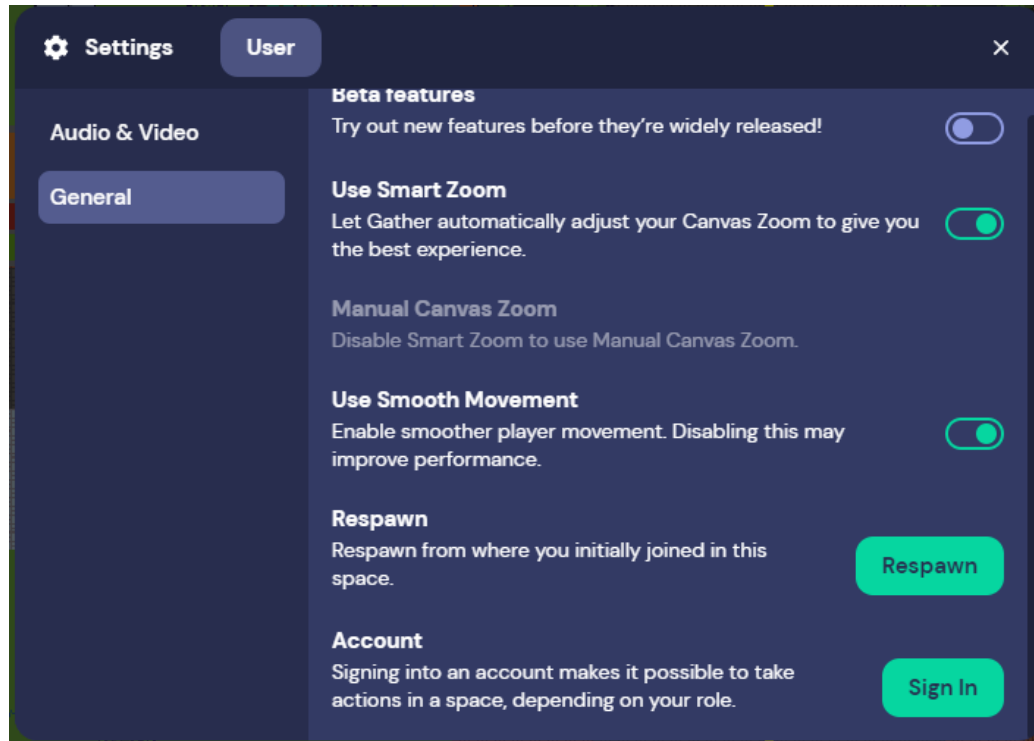 Settings
User
Audio & Video
General
Beta features
Try out new features before they're widely released!
Use Smart Zoom
Let Gather automatically adjust your Canvas Zoom to give you
the best experience.
Manual Canvas Zoom
Disable Smart Zoom to use Manual Canvas Zoom.
Use Smooth Movement
Enable smoother player movement. Disabling this may
improve performance.
Respawn
Respawn from where you initially joined in this
space.
Respawn
Account
Signing into an account makes it possible to take
actions in a space, depending on your role.
Sign In